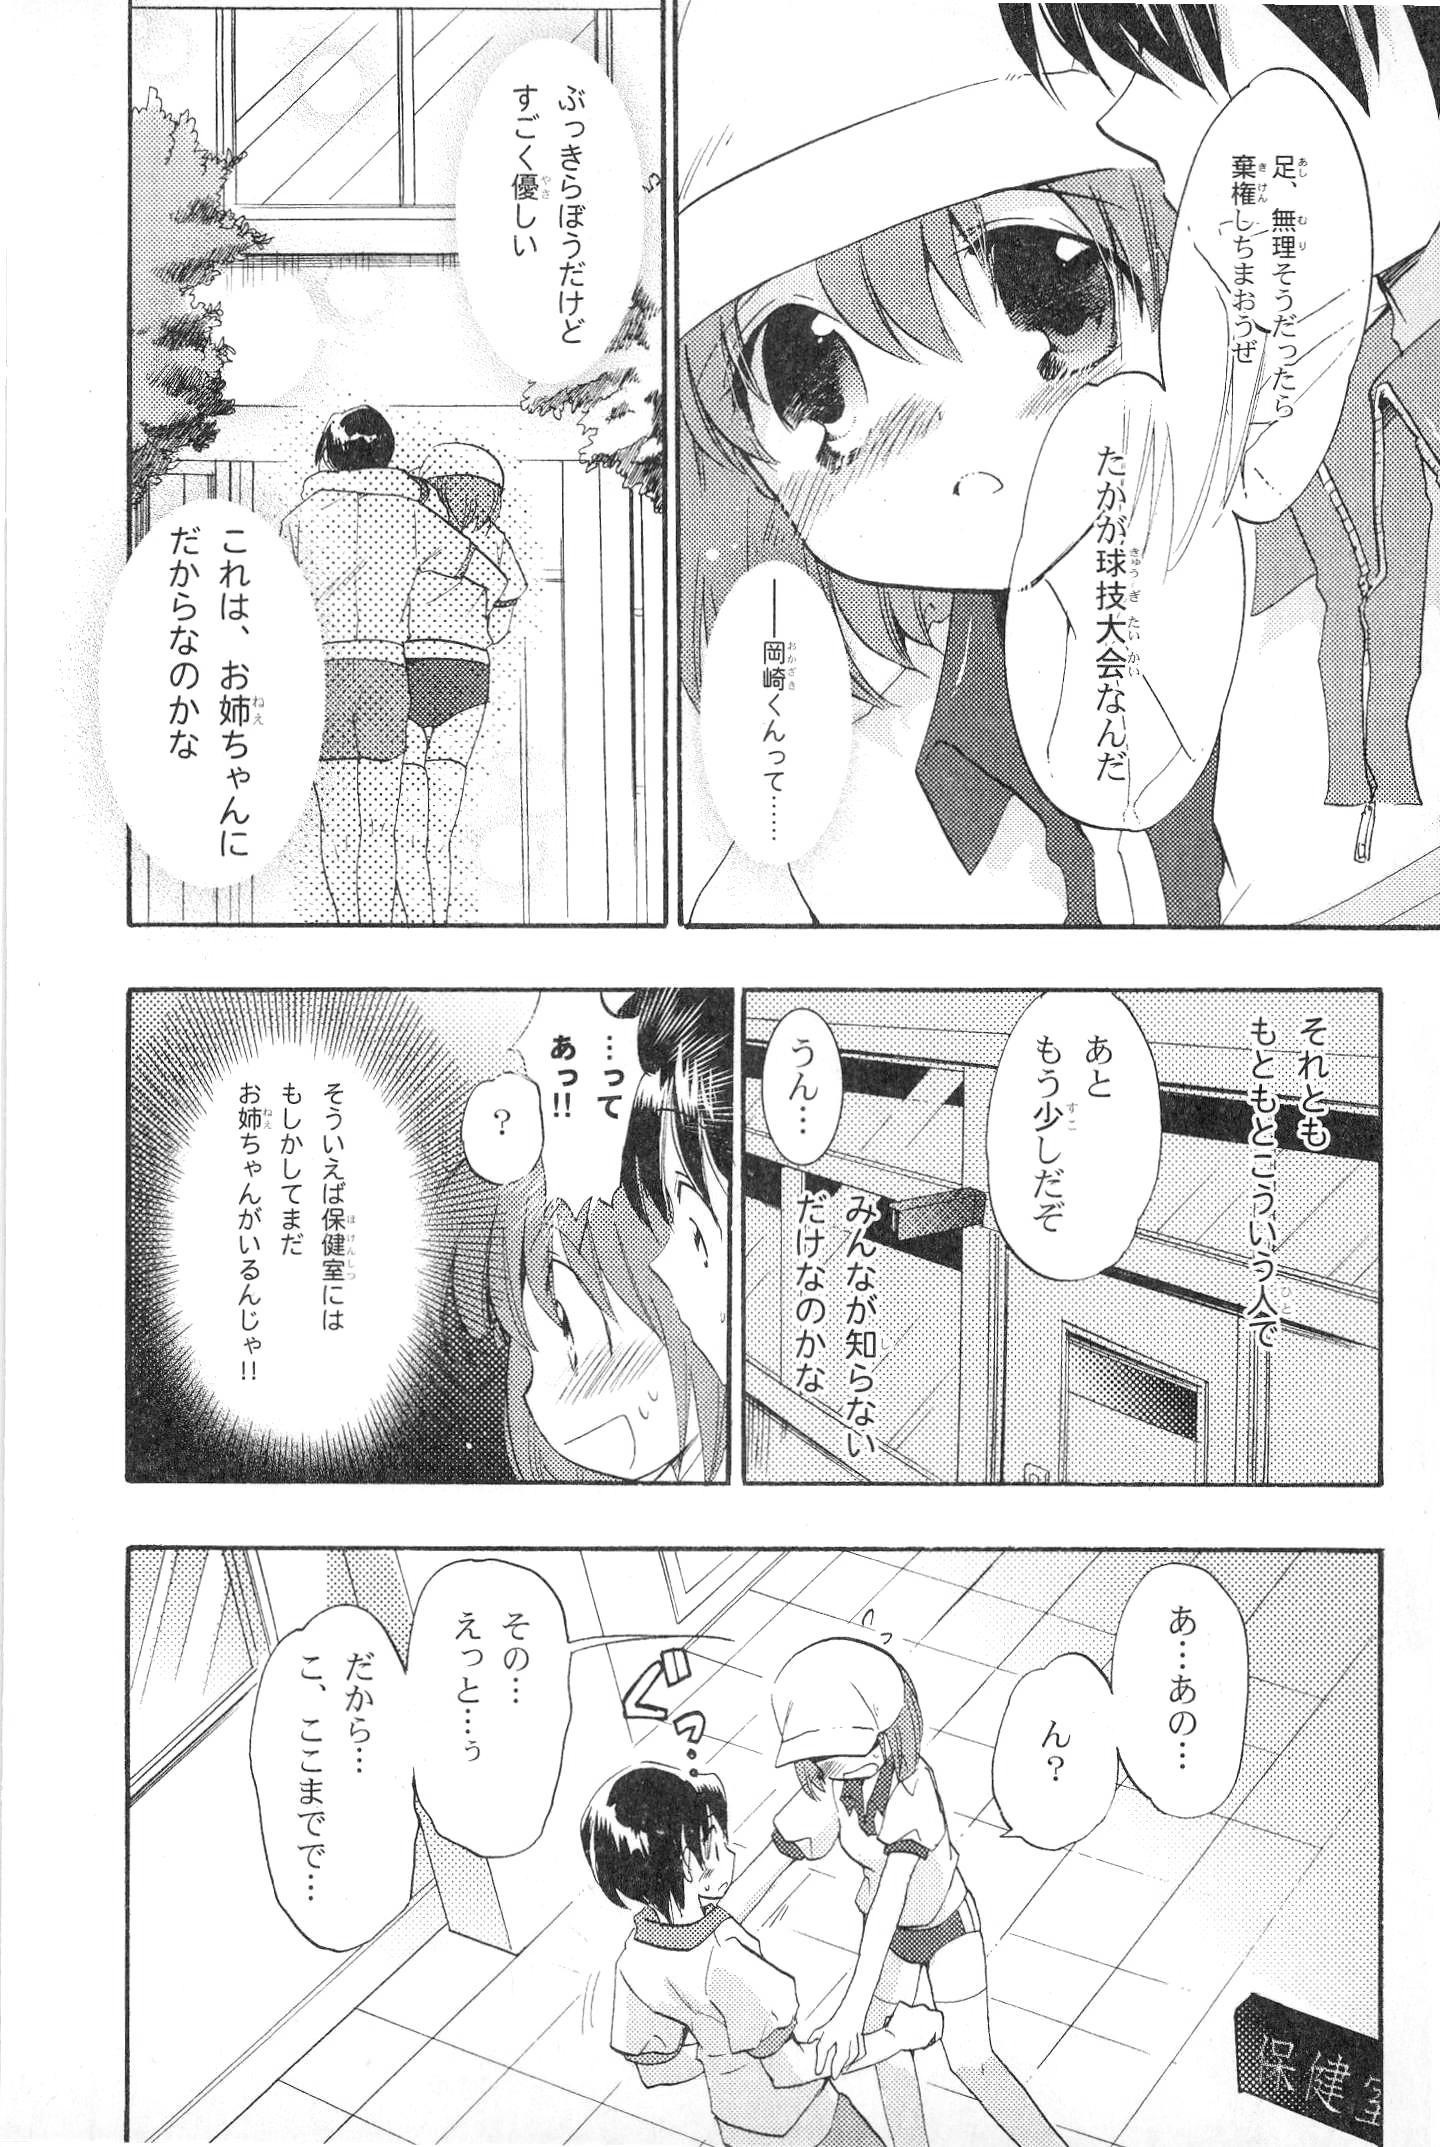 足、無理そうだったら
棄権しちまおうぜ
たかが球技大会なんだ
――岡崎くんって……
ぶっきらぼうだけど
すごく優しい
これは、お姉ちゃんに
だからなのかな
それとも
もともとこういう人で
あと
もう少しだぞ
うん…
みんなが知らない
だけなのかな
…って
あっ!!
?
そういえば保健室には
もしかしてまだ
お姉ちゃんがいるんじゃ!!
あ…あの…
ん?
その…
えっと…ぅ
だから…
こ、ここまでで…
ぐっ…
保健室